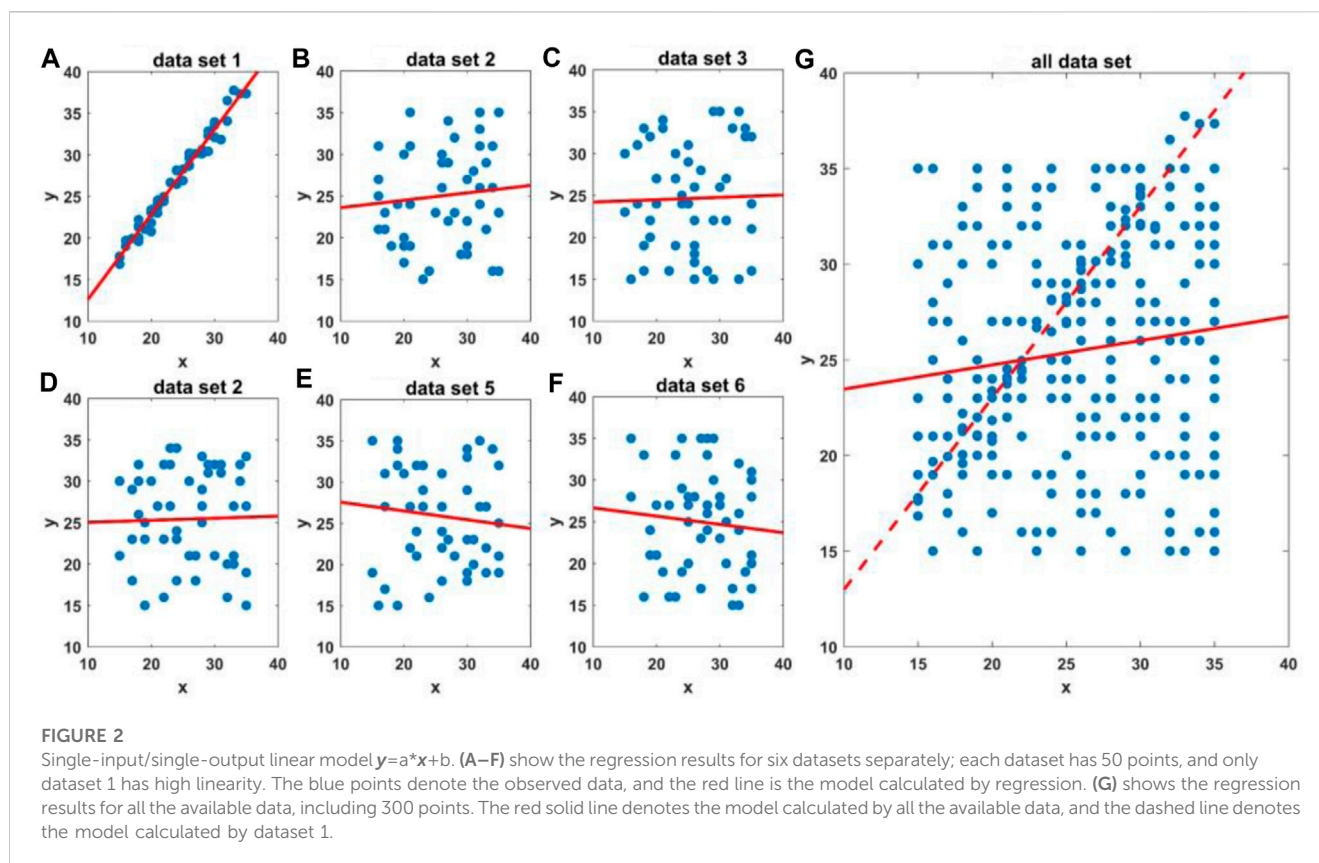 A
data set 1
40
35
30
25
20
15
10
y
10 20 30 40
x
B
data set 2
40
35
30
25
20
15
10
y
10 20 30 40
x
C
data set 3
40
35
30
25
20
15
10
y
10 20 30 40
x
D
data set 2
40
35
30
25
20
15
10
y
10 20 30 40
x
E
data set 5
40
35
30
25
20
15
10
y
10 20 30 40
x
F
data set 6
40
35
30
25
20
15
10
y
10 20 30 40
x
G
all data set
40
35
30
25
20
15
10
y
10 15 20 25 30 35 40
x
FIGURE 2
Single-input/single-output linear model y=a*x+b. (A–F) show the regression results for six datasets separately; each dataset has 50 points, and only
dataset 1 has high linearity. The blue points denote the observed data, and the red line is the model calculated by regression. (G) shows the regression
results for all the available data, including 300 points. The red solid line denotes the model calculated by all the available data, and the dashed line denotes
the model calculated by dataset 1.